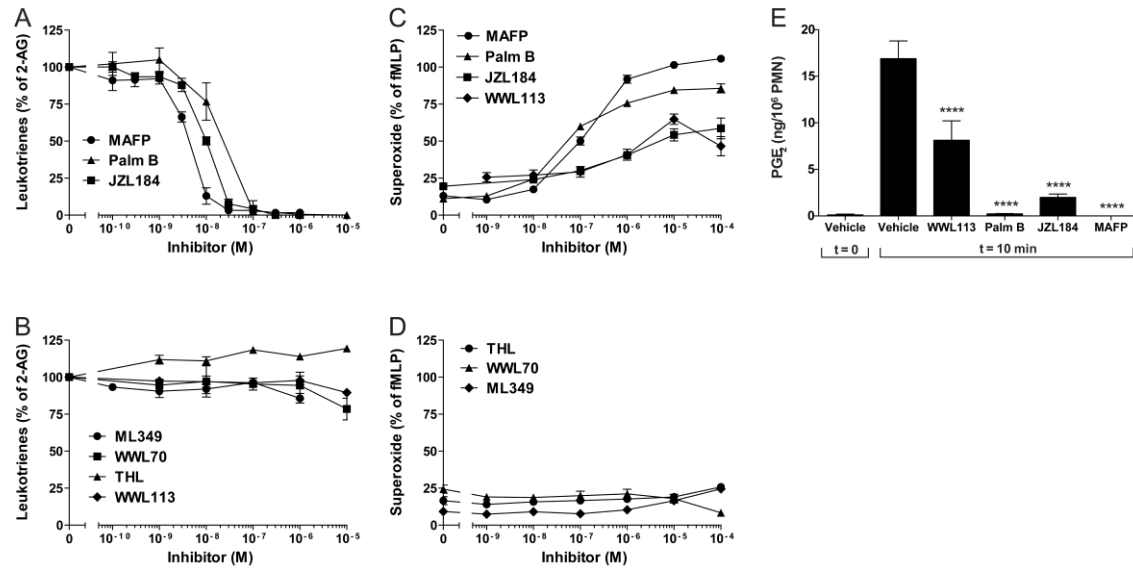 A
Leukotrienes (% of 2-AG)
125
100
75
50
25
0
MAFP
Palm B
JZL184
0 10⁻¹⁰ 10⁻⁹ 10⁻⁸ 10⁻⁷ 10⁻⁶ 10⁻⁵
Inhibitor (M)
C
Superoxide (% of fMLP)
125
100
75
50
25
0
MAFP
Palm B
JZL184
WWL113
0 10⁻⁹ 10⁻⁸ 10⁻⁷ 10⁻⁶ 10⁻⁵ 10⁻⁴
Inhibitor (M)
E
PGE₂ (ng/10⁶ PMN)
20
15
10
5
0
****
****
****
****
Vehicle Vehicle WWL113 Palm B JZL184 MAFP
t = 0 t = 10 min
B
Leukotrienes (% of 2-AG)
125
100
75
50
25
0
ML349
WWL70
THL
WWL113
0 10⁻¹⁰ 10⁻⁹ 10⁻⁸ 10⁻⁷ 10⁻⁶ 10⁻⁵
Inhibitor (M)
D
Superoxide (% of fMLP)
125
100
75
50
25
0
THL
WWL70
ML349
0 10⁻⁹ 10⁻⁸ 10⁻⁷ 10⁻⁶ 10⁻⁵ 10⁻⁴
Inhibitor (M)